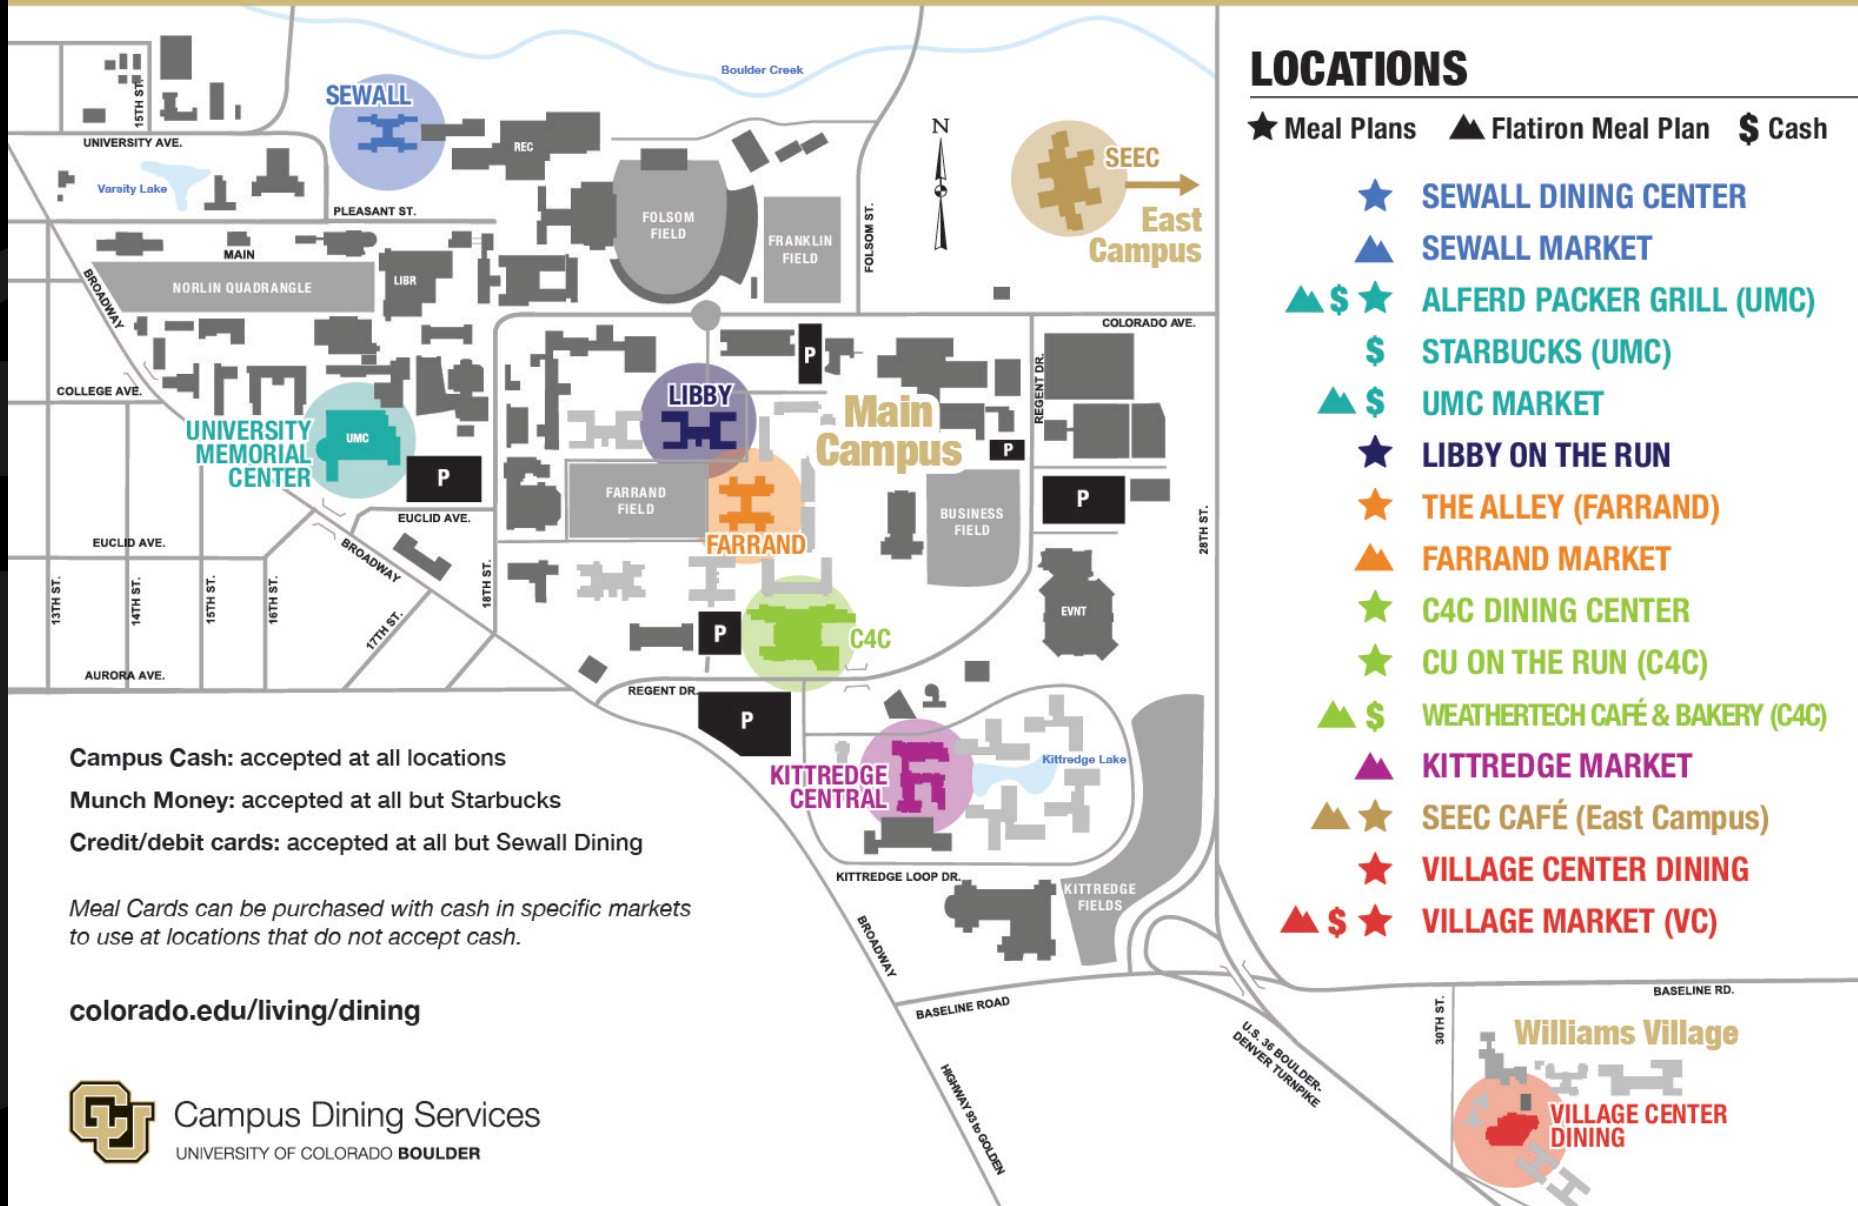 SEWALL
Boulder Creek
15TH ST.
UNIVERSITY AVE.
REC
N
SEEC
Varsity Lake
PLEASANT ST.
FOLSOM
FIELD
FRANKLIN
FIELD
FOLSOM ST.
East
Campus
MAIN
LIBR
NORLIN QUADRANGLE
BROADWAY
COLORADO AVE.
P
REGENT DR.
COLLEGE AVE.
LIBBY
Main
Campus
UNIVERSITY
MEMORIAL
CENTER
UMC
P
P
P
FARRAND
FIELD
BUSINESS
FIELD
EUCLID AVE.
EUCLID AVE.
BROADWAY
FARRAND
28TH ST.
13TH ST.
14TH ST.
15TH ST.
16TH ST.
17TH ST.
18TH ST.
EVNT
P
C4C
AURORA AVE.
REGENT DR.
P
KITTREDGE
CENTRAL
Kittredge Lake
KITTREDGE LOOP DR.
KITTREDGE
FIELDS
BROADWAY
BASELINE ROAD
HIGHWAY 93 to GOLDEN
U.S. 36 BOULDER-
DENVER TURNPIKE
BASELINE RD.
30TH ST.
Williams Village
VILLAGE CENTER
DINING
LOCATIONS
Meal Plans Flatiron Meal Plan $ Cash
SEWALL DINING CENTER
SEWALL MARKET
$ ALFERD PACKER GRILL (UMC)
$ STARBUCKS (UMC)
$ UMC MARKET
LIBBY ON THE RUN
THE ALLEY (FARRAND)
FARRAND MARKET
C4C DINING CENTER
CU ON THE RUN (C4C)
$ WEATHERTECH CAFÉ & BAKERY (C4C)
KITTREDGE MARKET
SEEC CAFÉ (East Campus)
VILLAGE CENTER DINING
$ VILLAGE MARKET (VC)
Campus Cash: accepted at all locations
Munch Money: accepted at all but Starbucks
Credit/debit cards: accepted at all but Sewall Dining
Meal Cards can be purchased with cash in specific markets
to use at locations that do not accept cash.
colorado.edu/living/dining
CU
Campus Dining Services
UNIVERSITY OF COLORADO BOULDER